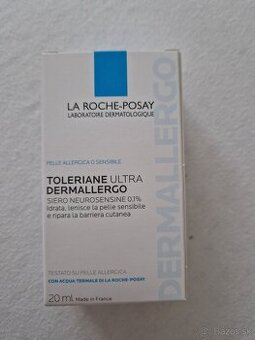 LA ROCHE-POSAY
LABORATOIRE DERMATOLOGIQUE
PELLE ALLERGICA O SENSIBILE
TOLERIANE ULTRA
DERMALLERGO
SIERO NEUROSENSINE 0.1%
Idrata, lenisce la pelle sensibile
e ripara la barriera cutanea
DERMALLERGO
TESTATO SU PELLE ALLERGICA
CON ACQUA TERMALE DI LA ROCHE-POSAY
20 ml Made in France
Bazos.sk